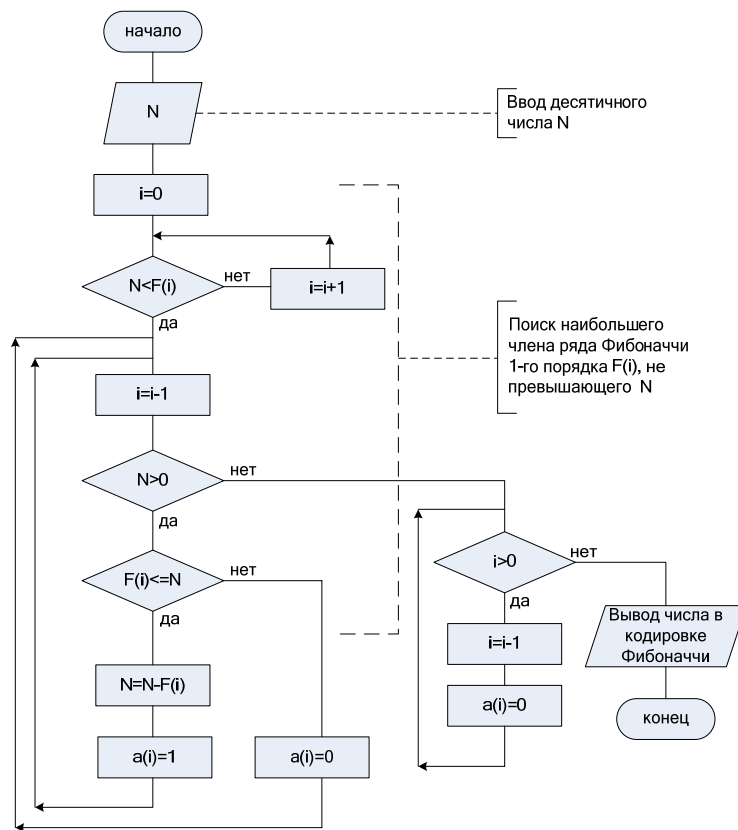 начало
N
Ввод десятичного
числа N
i=0
N<F(i)
нет
i=i+1
да
Поиск наибольшего
члена ряда Фибоначчи
1-го порядка F(i), не
превышающего N
i=i-1
N>0
нет
да
F(i)<=N
нет
да
i>0
нет
да
Вывод числа в
кодировке
Фибоначчи
i=i-1
N=N-F(i)
a(i)=0
конец
a(i)=1
a(i)=0